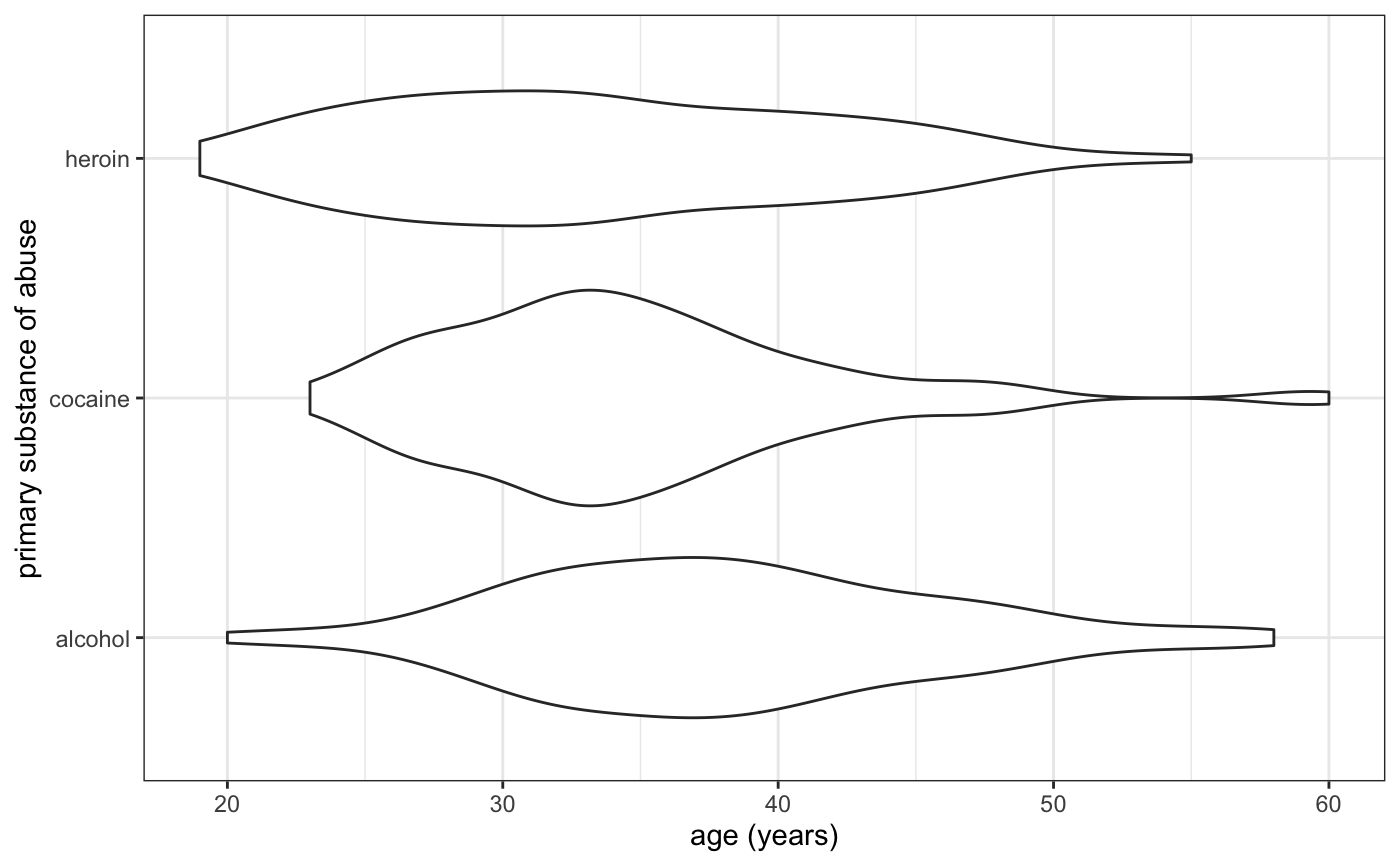 primary substance of abuse
heroin
cocaine
alcohol
20 30 40 50 60
age (years)